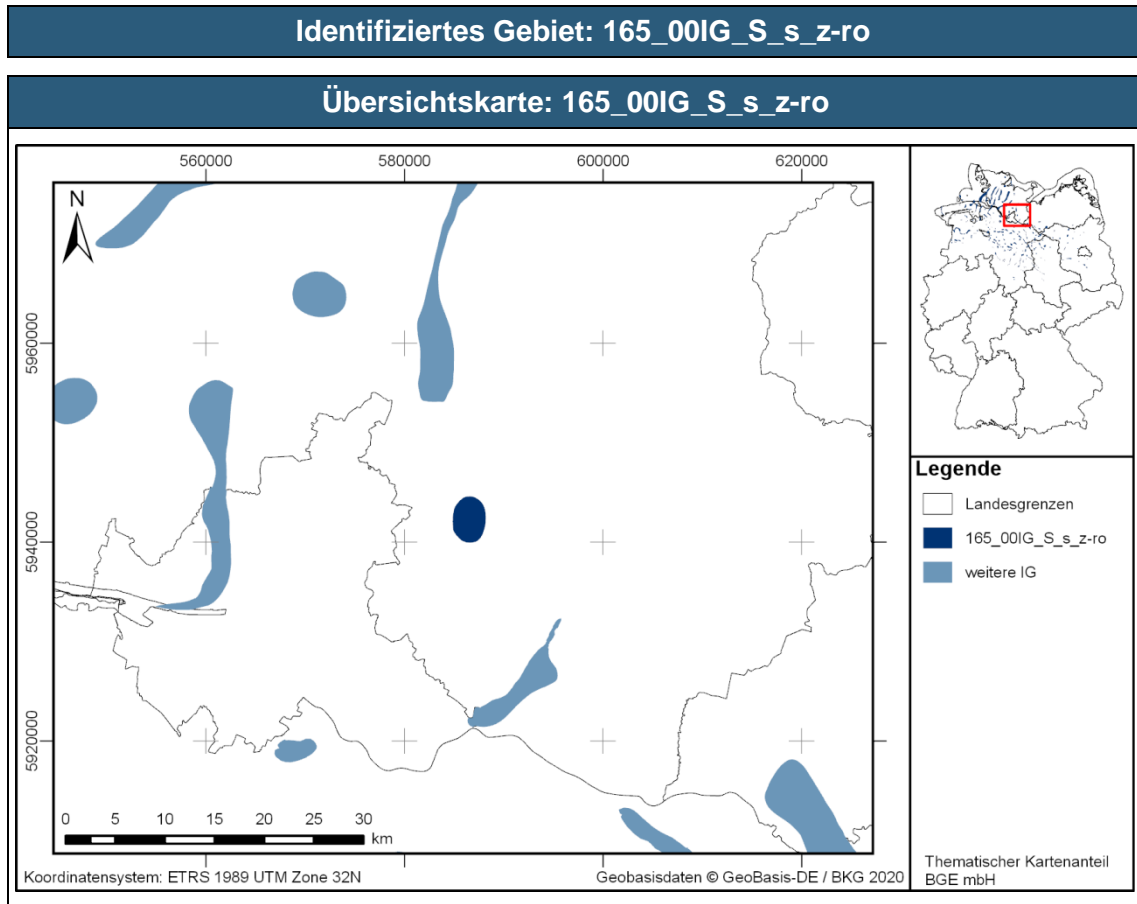 Identifiziertes Gebiet: 165_00IG_S_s_z-ro
Übersichtskarte: 165_00IG_S_s_z-ro
560000 580000 600000 620000
N
5960000
5940000
5920000
0 5 10 15 20 25 30
km
Koordinatensystem: ETRS 1989 UTM Zone 32N
Geobasisdaten © GeoBasis-DE / BKG 2020
Legende
Landesgrenzen
165_00IG_S_s_z-ro
weitere IG
Thematischer Kartenanteil
BGE mbH